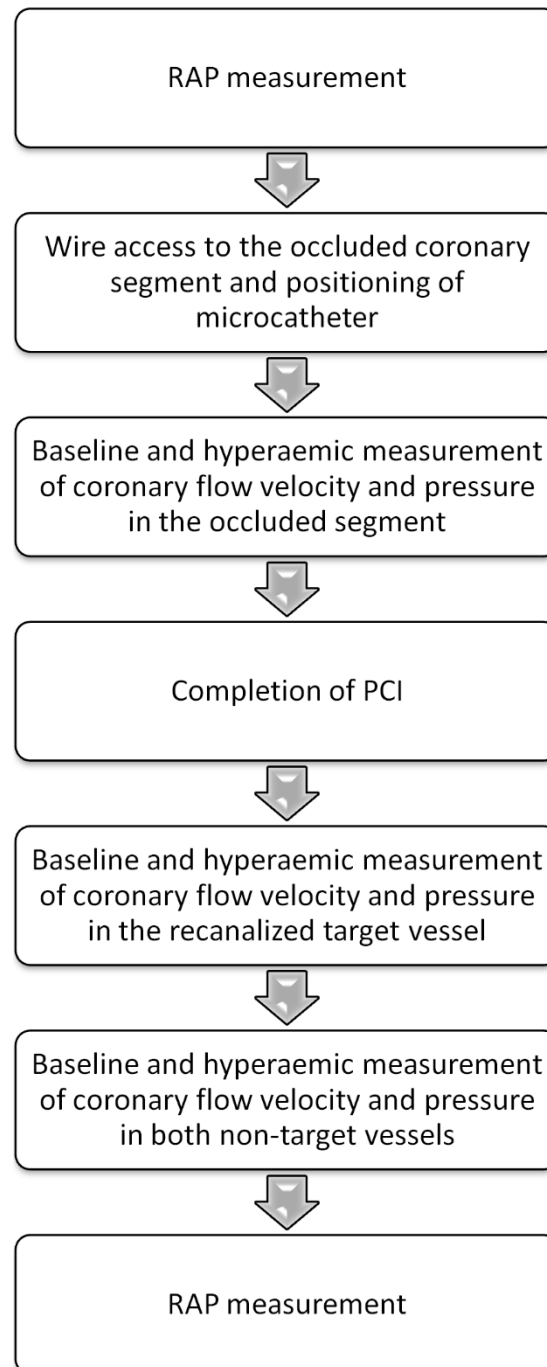 RAP measurement
Wire access to the occluded coronary
segment and positioning of
microcatheter
Baseline and hyperaemic measurement
of coronary flow velocity and pressure
in the occluded segment
Completion of PCI
Baseline and hyperaemic measurement
of coronary flow velocity and pressure
in the recanalized target vessel
Baseline and hyperaemic measurement
of coronary flow velocity and pressure
in both non-target vessels
RAP measurement